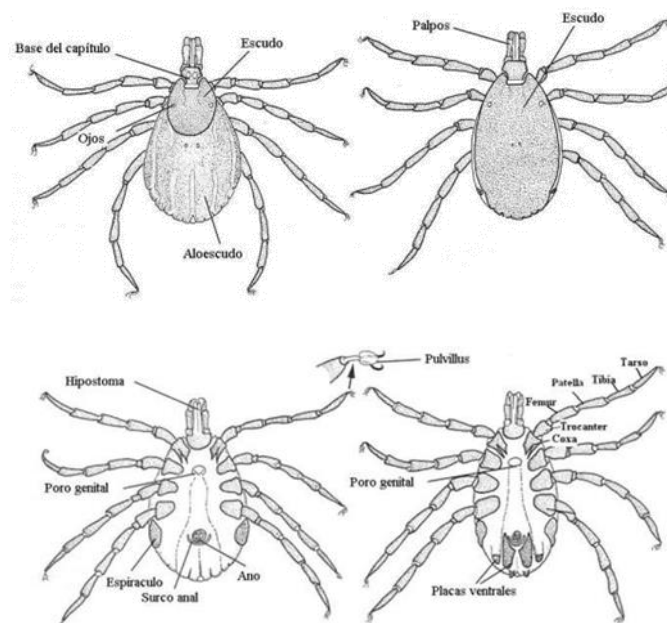 Base del capítulo
Escudo
Ojos
Aloescudo
Palpos
Escudo
Hipostoma
Pulvillus
Poro genital
Espiraculo
Surco anal
Ano
Tarso
Tibia
Patella
Femur
Trocanter
Coxa
Poro genital
Placas ventrales